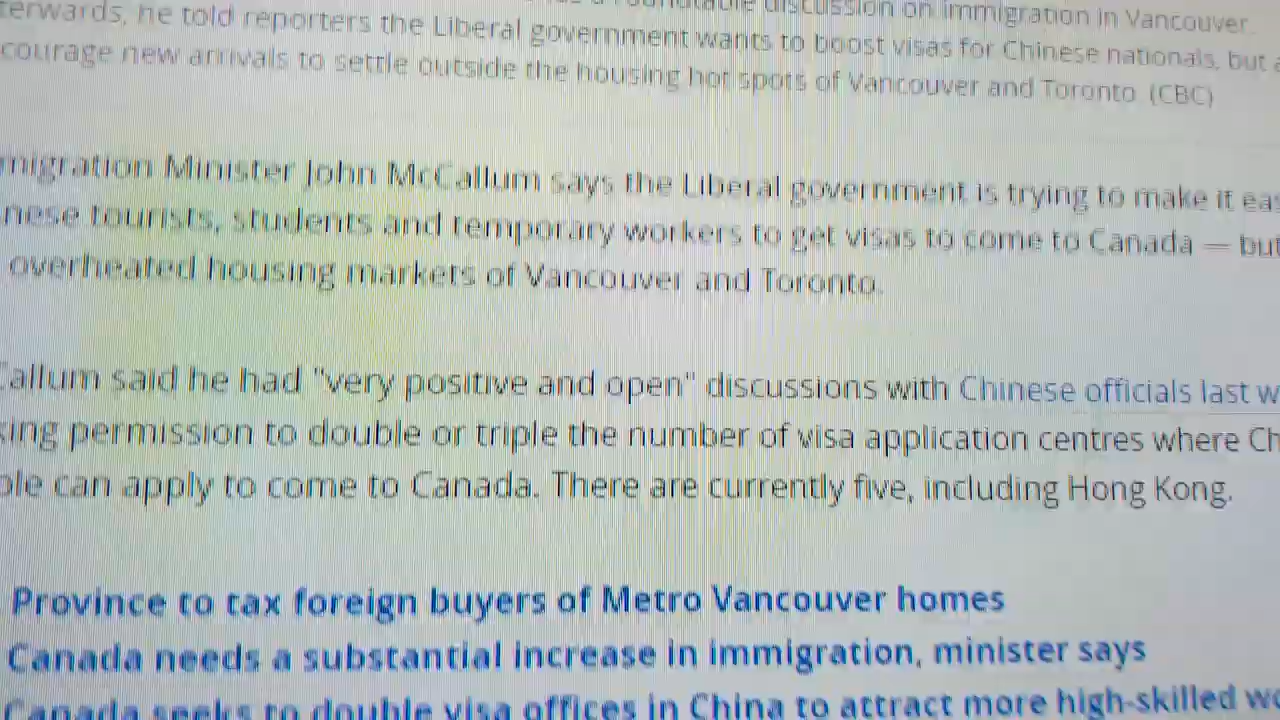 terwards, he told reporters the Liberal government wants to boost visas for Chinese nationals, but a
courage new arrivals to settle outside the housing hot spots of Vancouver and Toronto. (CBC)
migration Minister John McCallum says the Liberal government is trying to make it eas
nese tourists, students and temporary workers to get visas to come to Canada — but
overheated housing markets of Vancouver and Toronto.
Callum said he had "very positive and open" discussions with Chinese officials last w
king permission to double or triple the number of visa application centres where Ch
ple can apply to come to Canada. There are currently five, including Hong Kong.
Province to tax foreign buyers of Metro Vancouver homes
Canada needs a substantial increase in immigration, minister says
Canada seeks to double visa offices in China to attract more high-skilled wo